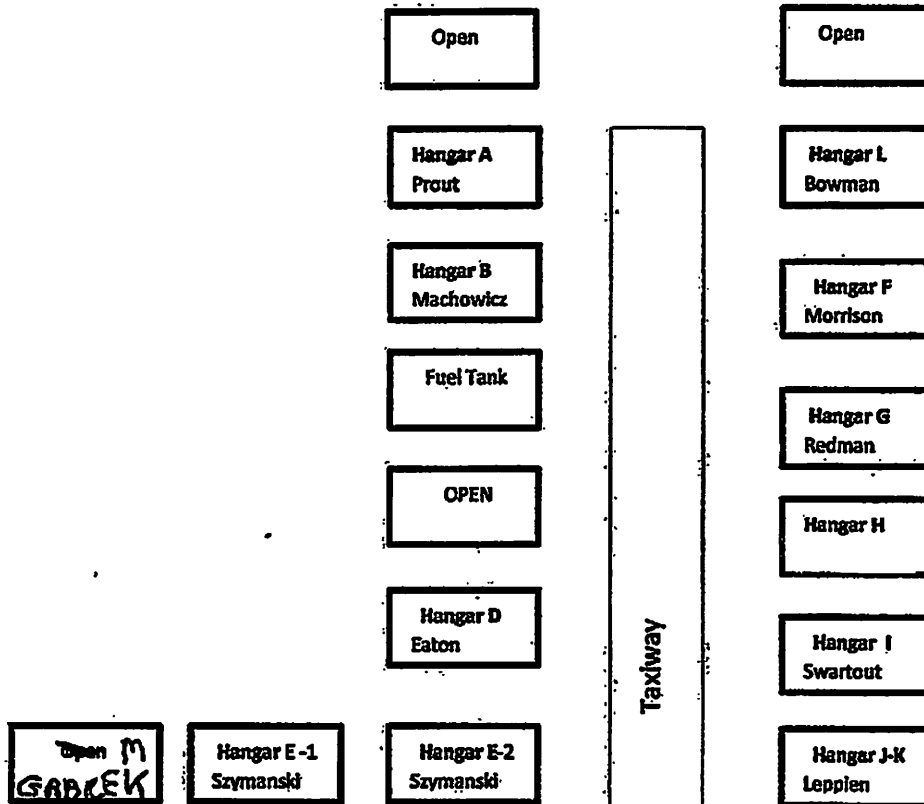 Open
Open
Hangar A
Prout
Hangar L
Bowman
Hangar B
Machowicz
Hangar F
Morrison
Fuel Tank
Hangar G
Redman
OPEN
Hangar H
Hangar D
Eaton
Taxiway
Hangar I
Swartout
Open M
GABREK
Hangar E-1
Szymanski
Hangar E-2
Szymanski
Hangar J-K
Leppien